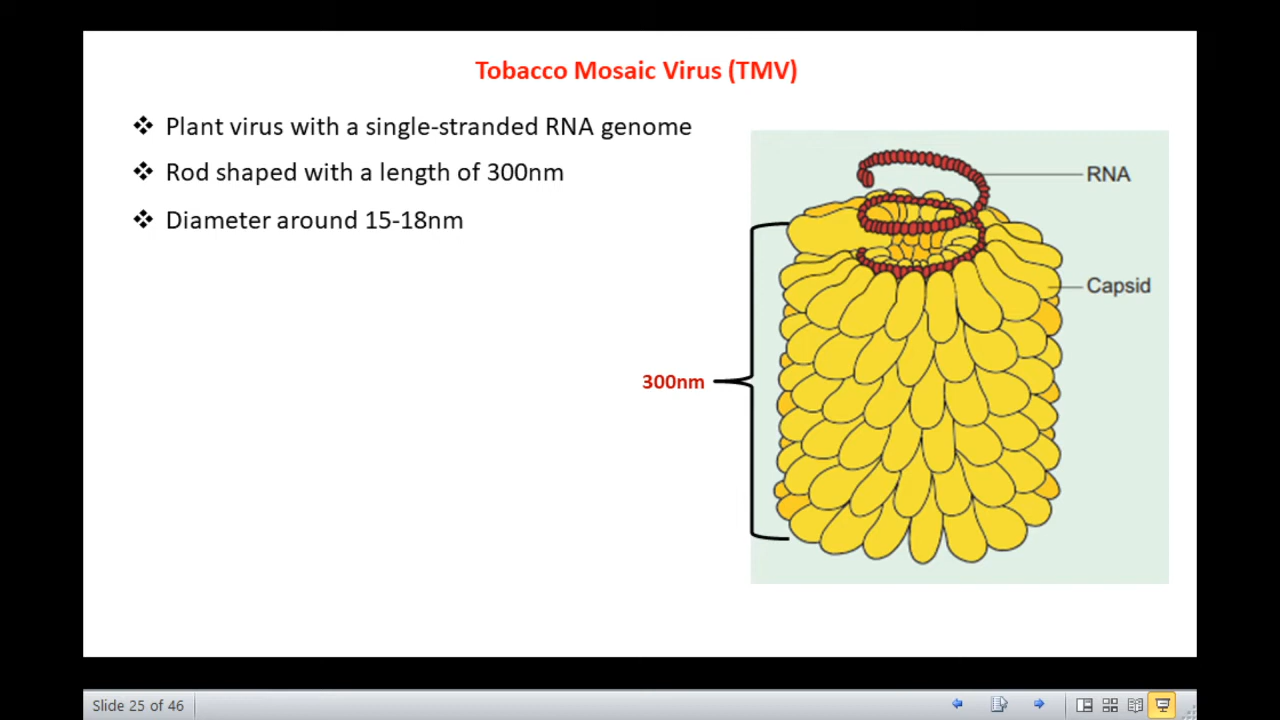 Tobacco Mosaic Virus (TMV)
❖ Plant virus with a single-stranded RNA genome
❖ Rod shaped with a length of 300nm
❖ Diameter around 15-18nm
RNA
Capsid
300nm
Slide 25 of 46